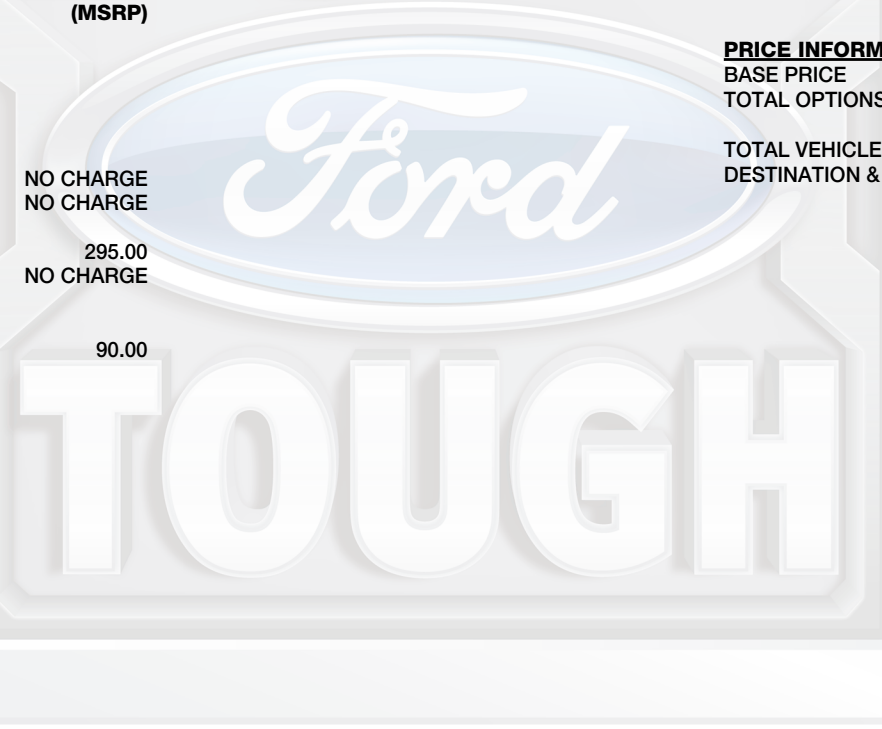 (MSRP)
NO CHARGE
NO CHARGE
295.00
NO CHARGE
90.00
PRICE INFORM
BASE PRICE
TOTAL OPTIONS
TOTAL VEHICLE
DESTINATION &
Ford
TOUGH